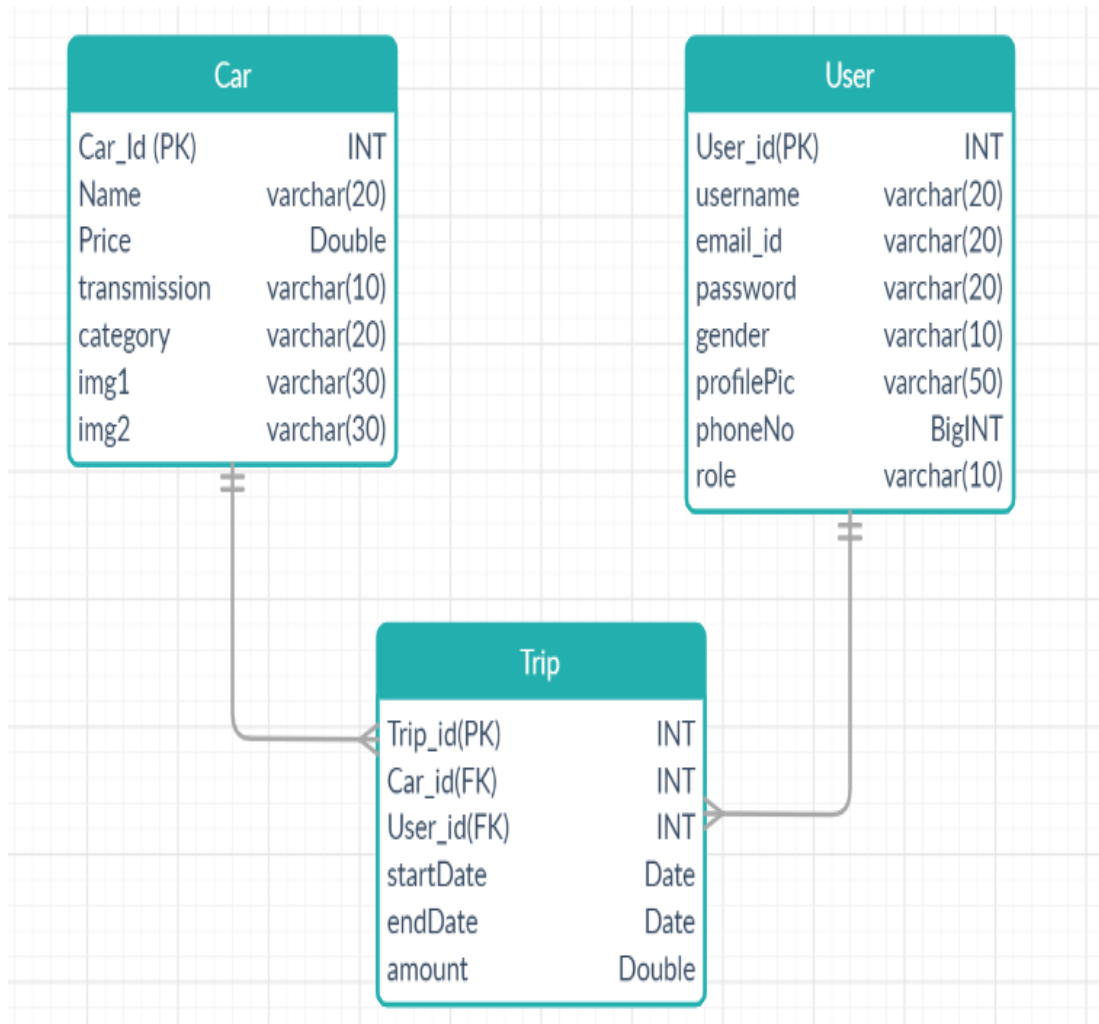 Car
Car_Id (PK) INT
Name varchar(20)
Price Double
transmission varchar(10)
category varchar(20)
img1 varchar(30)
img2 varchar(30)
User
User_id(PK) INT
username varchar(20)
email_id varchar(20)
password varchar(20)
gender varchar(10)
profilePic varchar(50)
phoneNo BigINT
role varchar(10)
Trip
Trip_id(PK) INT
Car_id(FK) INT
User_id(FK) INT
startDate Date
endDate Date
amount Double